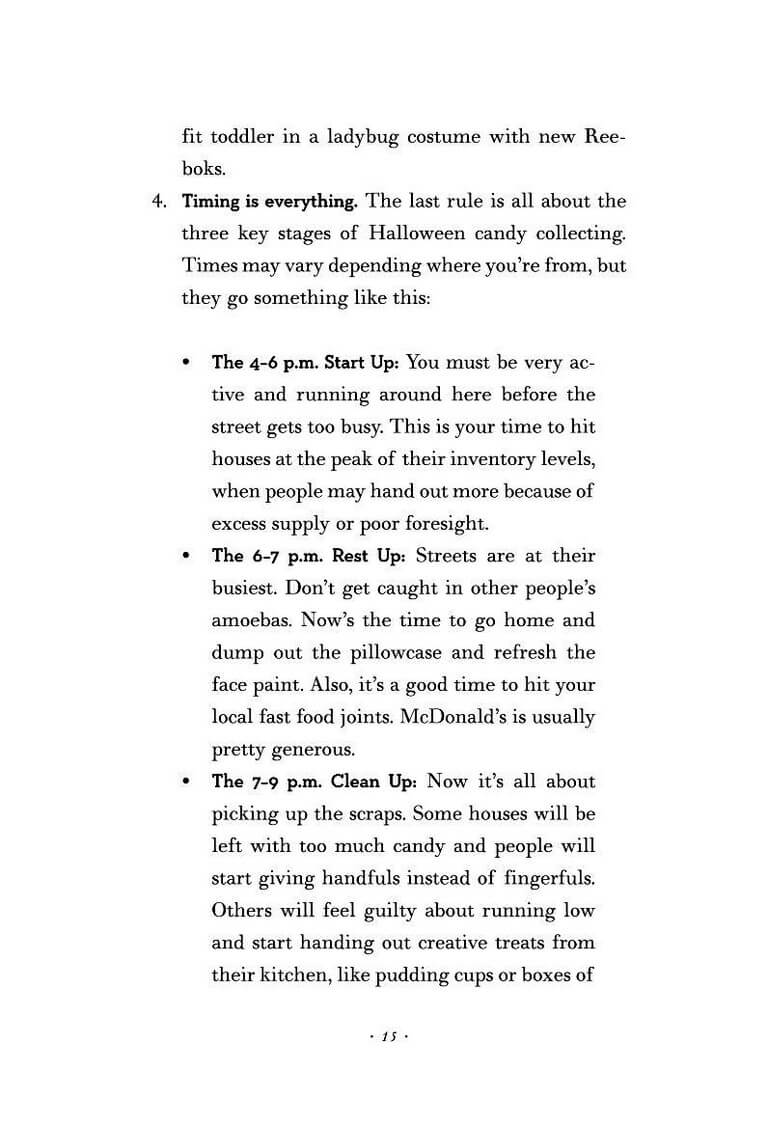 fit toddler in a ladybug costume with new Ree-
boks.
4. Timing is everything. The last rule is all about the
three key stages of Halloween candy collecting.
Times may vary depending where you’re from, but
they go something like this:
• The 4–6 p.m. Start Up: You must be very ac-
tive and running around here before the
street gets too busy. This is your time to hit
houses at the peak of their inventory levels,
when people may hand out more because of
excess supply or poor foresight.
• The 6–7 p.m. Rest Up: Streets are at their
busiest. Don’t get caught in other people’s
amoebas. Now’s the time to go home and
dump out the pillowcase and refresh the
face paint. Also, it’s a good time to hit your
local fast food joints. McDonald’s is usually
pretty generous.
• The 7–9 p.m. Clean Up: Now it’s all about
picking up the scraps. Some houses will be
left with too much candy and people will
start giving handfuls instead of fingerfuls.
Others will feel guilty about running low
and start handing out creative treats from
their kitchen, like pudding cups or boxes of
· 15 ·